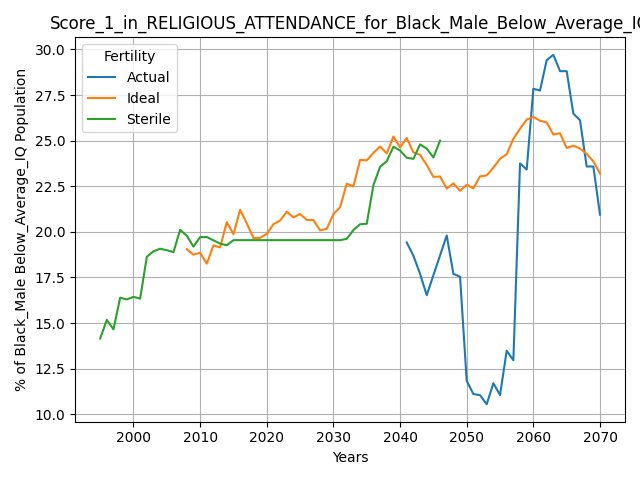 Score_1_in_RELIGIOUS_ATTENDANCE_for_Black_Male_Below_Average_IQ
Fertility
Actual
Ideal
Sterile
% of Black_Male Below_Average_IQ Population
30.0
27.5
25.0
22.5
20.0
17.5
15.0
12.5
10.0
2000 2010 2020 2030 2040 2050 2060 2070
Years